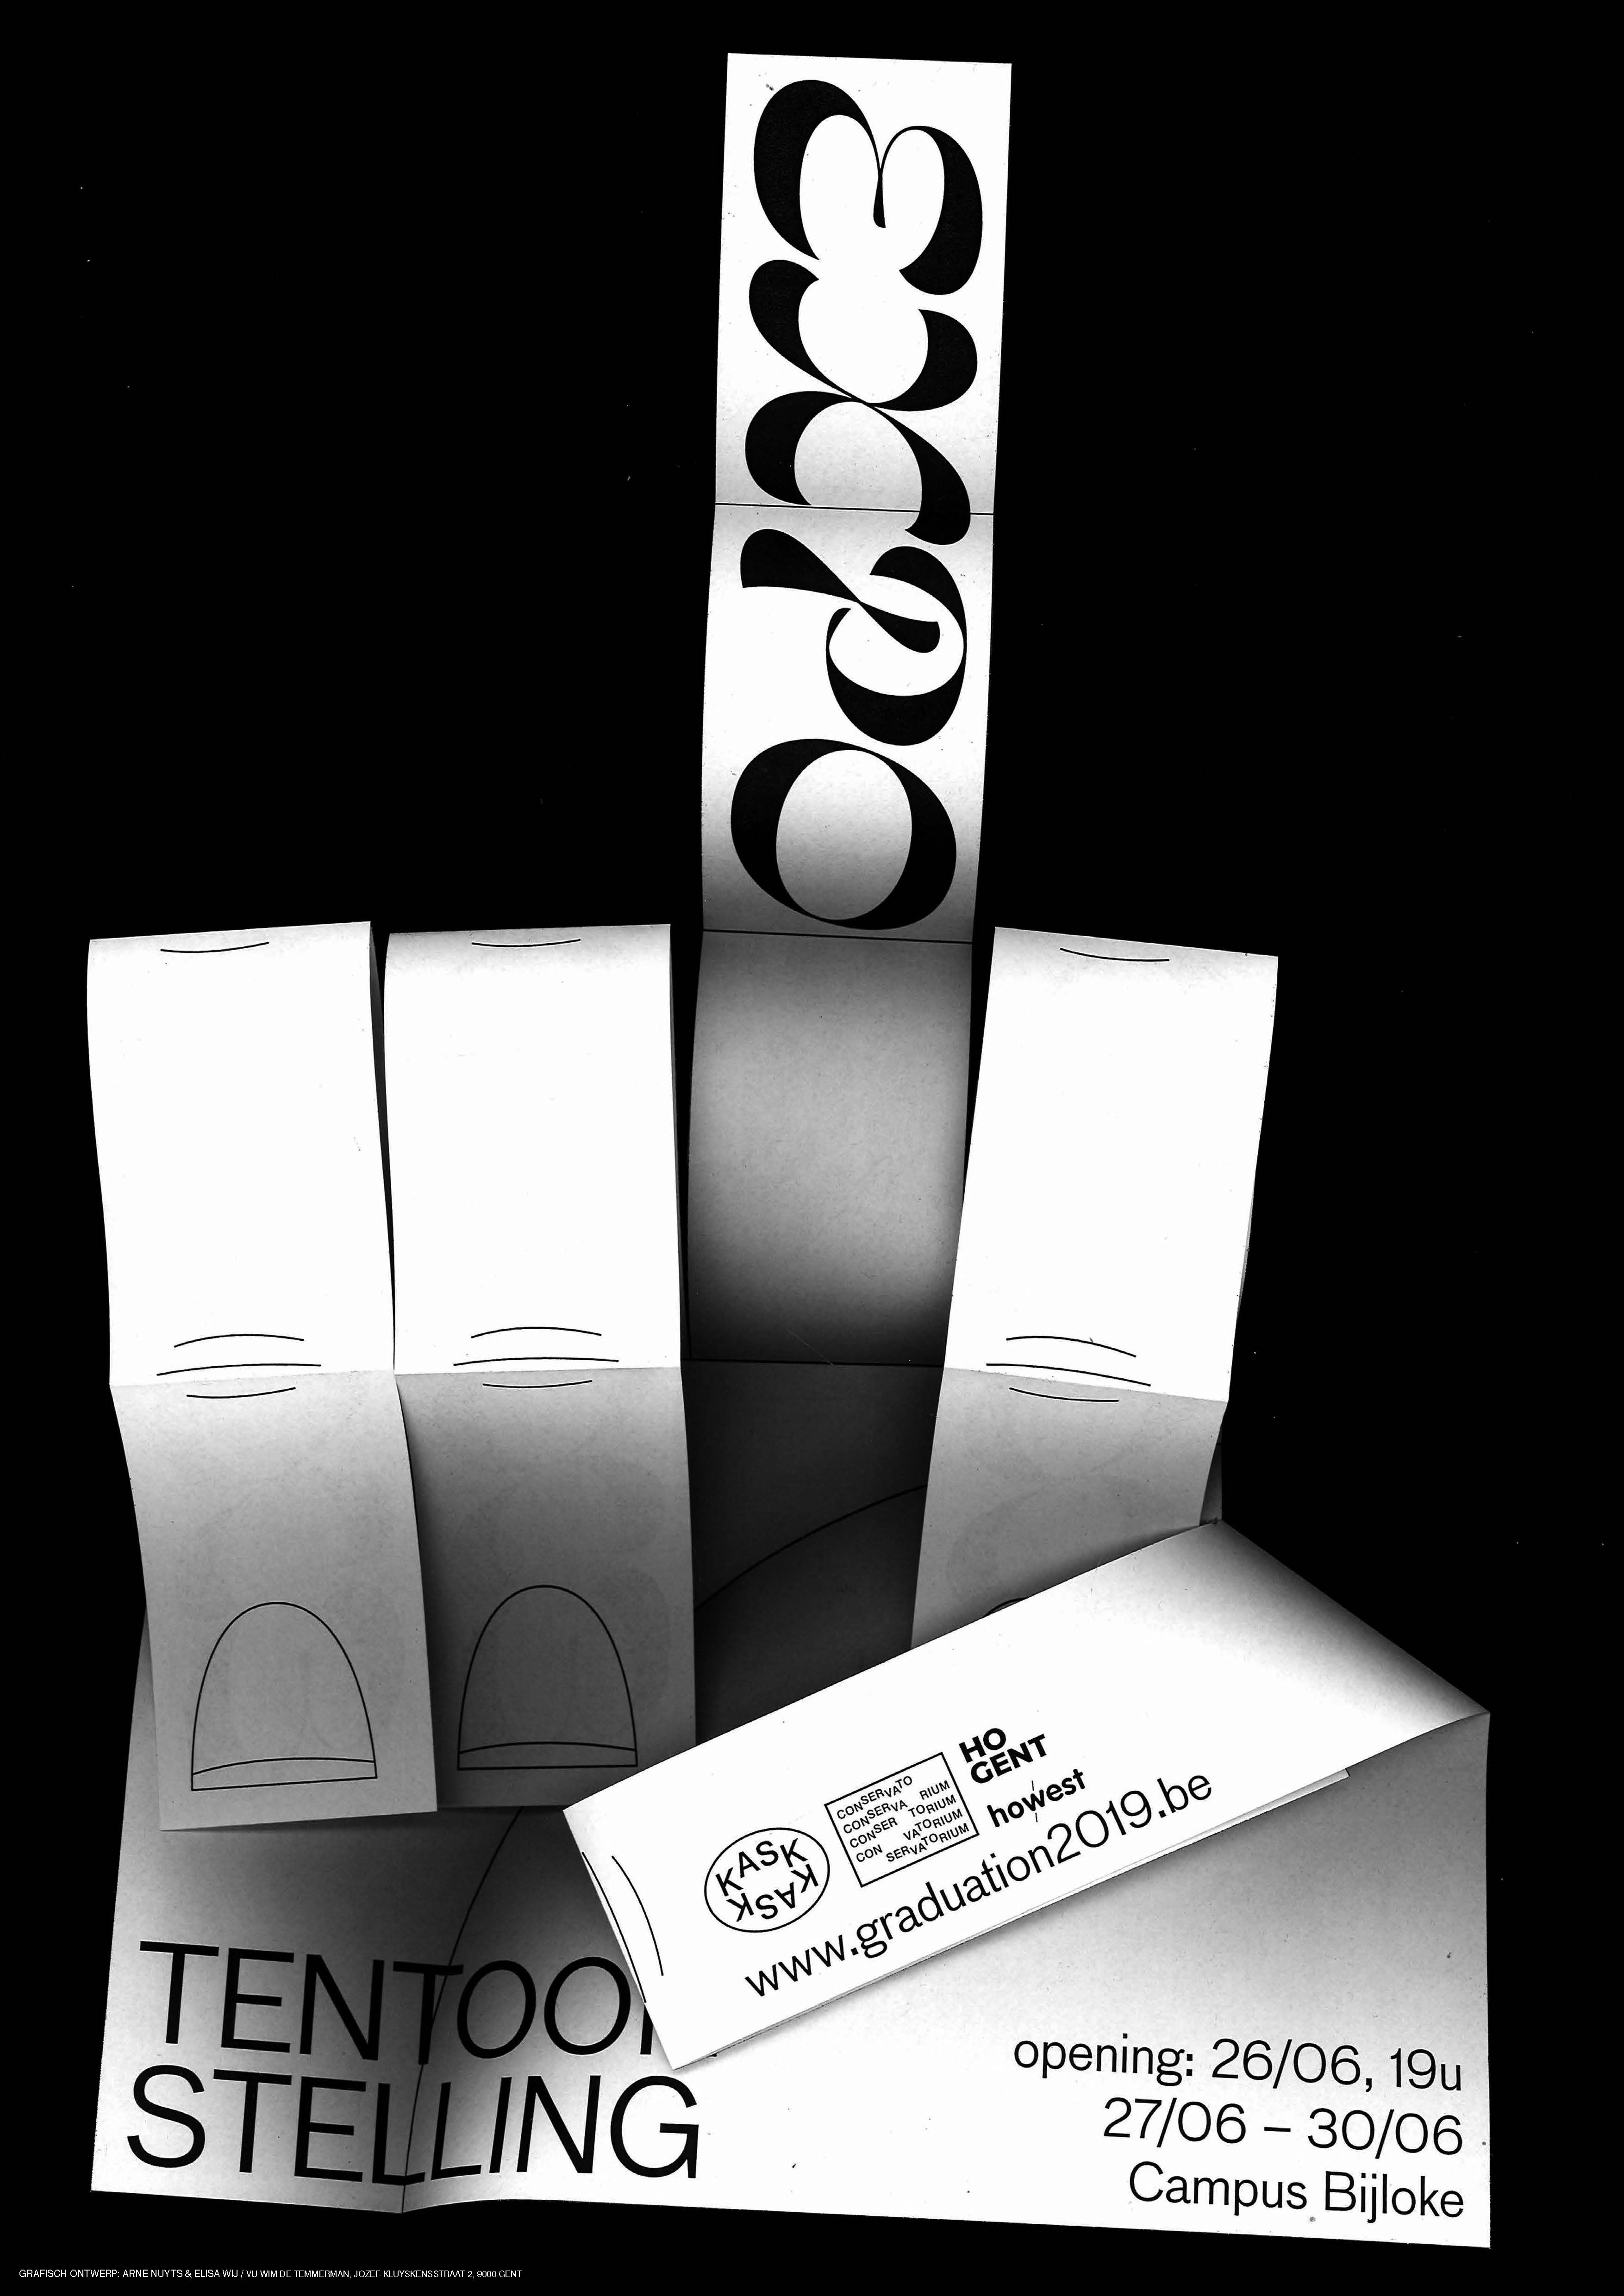 EXPO
KASK
KASK
CONSERVATO
CONSERVA RIUM
CONSER TORIUM
CON VATORIUM
SERVATORIUM
HO
GENT
howest
www.graduation2019.be
TENTOON
STELLING
opening: 26/06, 19u
27/06 – 30/06
Campus Bijloke
GRAFISCH ONTWERP: ARNE NUYTS & ELISA WIJ / VU WIM DE TEMMERMAN, JOZEF KLUYSKENSSTRAAT 2, 9000 GENT